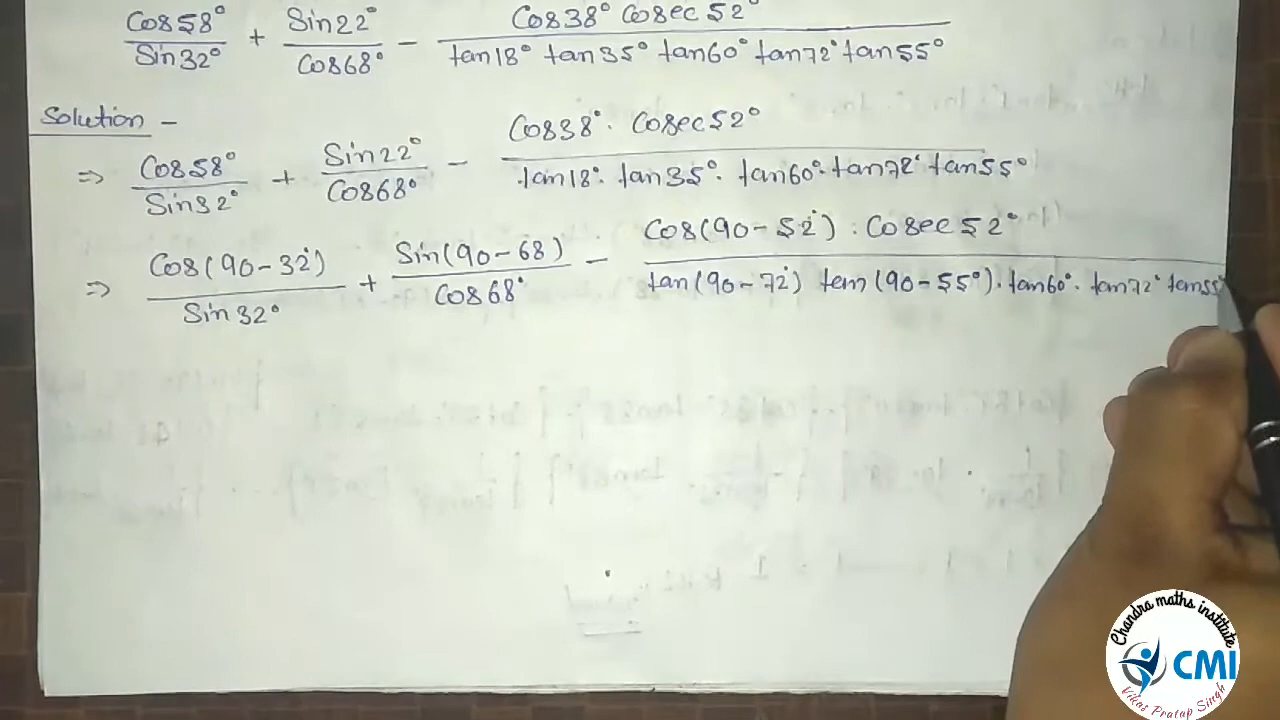 Cos58° / Sin32° + Sin22° / Cos68° − Cos38° Cosec52° / tan18° tan35° tan60° tan72° tan55°
Solution −
⇒ Cos58° / Sin32° + Sin22° / Cos68° − Cos38° · Cosec52° / tan18° · tan35° · tan60° · tan72° tan55°
⇒ Cos(90−32°) / Sin32° + Sin(90−68) / Cos68° − Cos(90−52°) · Cosec52° / tan(90−72°) tan(90−55°) · tan60° · tan72° tan55°
Chandra maths institute
CMI
Vikas Pratap Singh